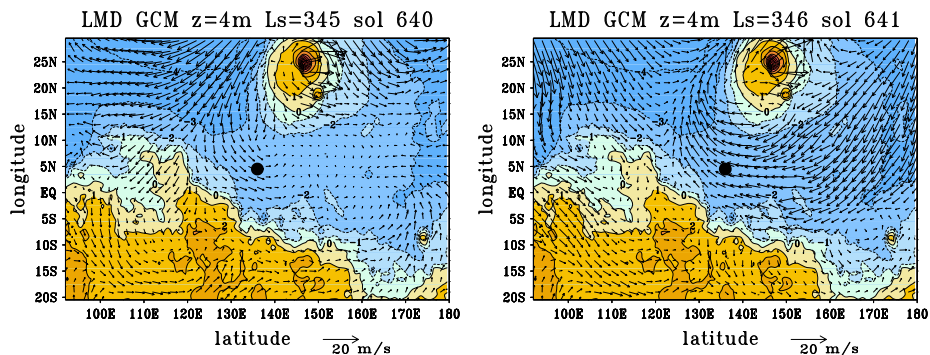 LMD GCM z=4m Ls=345 sol 640
longitude
25N
20N
15N
10N
5N
EQ
5S
10S
15S
20S
100E 110E 120E 130E 140E 150E 160E 170E 180
latitude
20 m/s
LMD GCM z=4m Ls=346 sol 641
longitude
25N
20N
15N
10N
5N
EQ
5S
10S
15S
20S
100E 110E 120E 130E 140E 150E 160E 170E 180
latitude
20 m/s